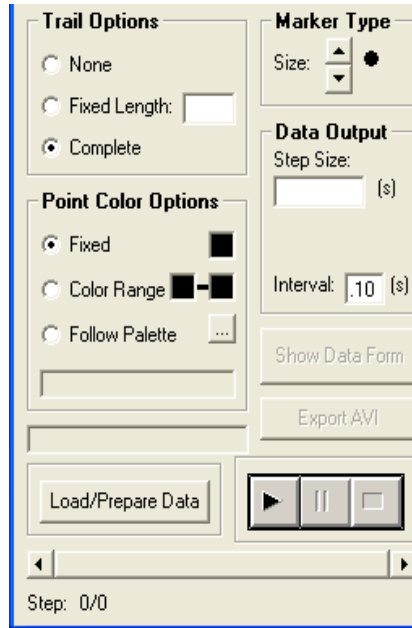 Trail Options
None
Fixed Length:
Complete
Point Color Options
Fixed
Color Range
Follow Palette ...
Marker Type
Size:
Data Output
Step Size:
(s)
Interval: .10 (s)
Show Data Form
Export AVI
Load/Prepare Data
Step: 0/0